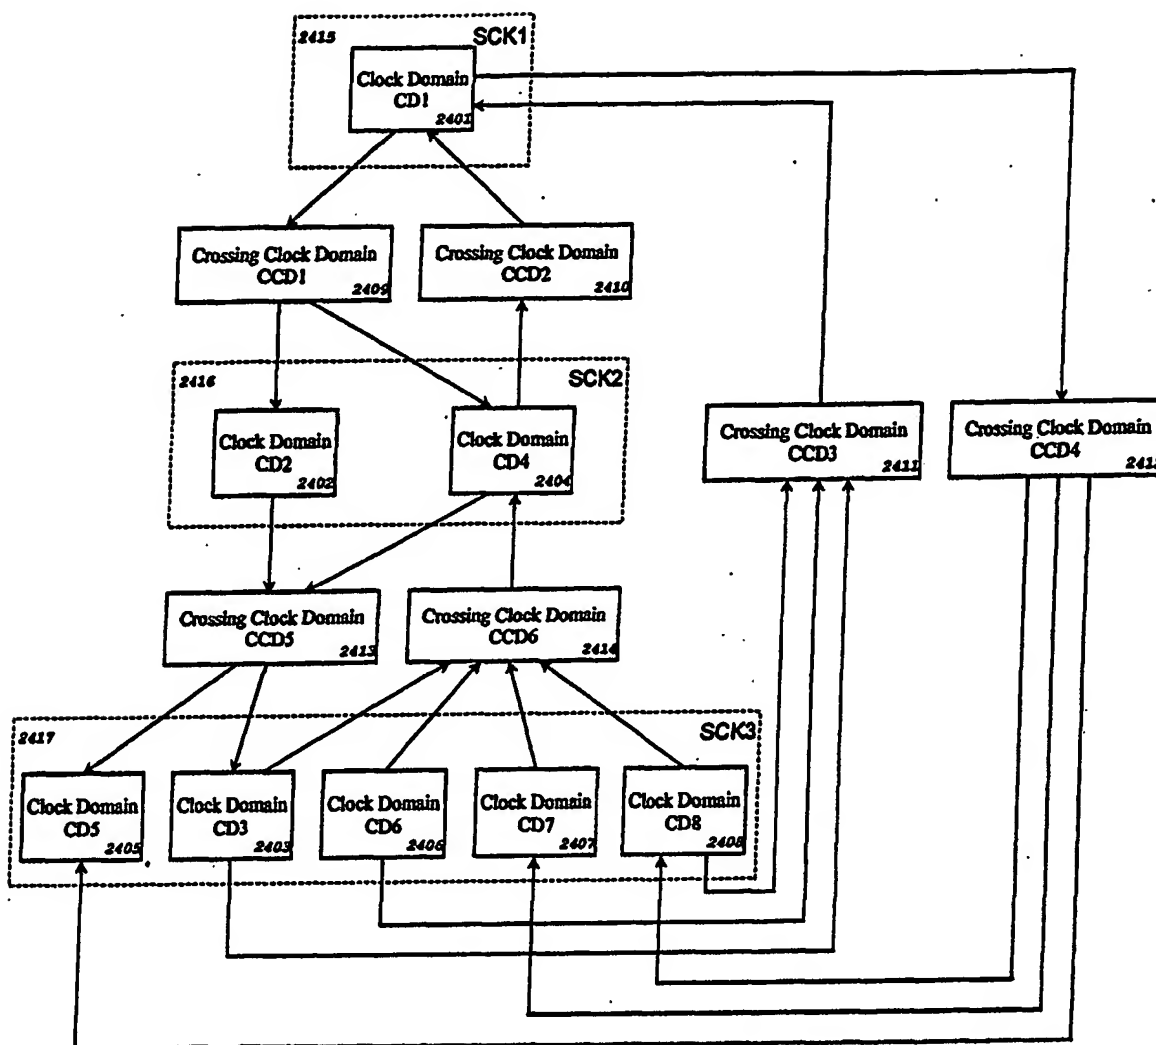 2415 SCK1
Clock Domain
CD1
2401
Crossing Clock Domain
CCD1
2409
Crossing Clock Domain
CCD2
2410
2416 SCK2
Clock Domain
CD2
2402
Clock Domain
CD4
2404
Crossing Clock Domain
CCD3
2411
Crossing Clock Domain
CCD4
Crossing Clock Domain
CCD5
2413
Crossing Clock Domain
CCD6
2414
2417 SCK3
Clock Domain
CD5
2405
Clock Domain
CD3
2403
Clock Domain
CD6
2406
Clock Domain
CD7
2407
Clock Domain
CD8
2408